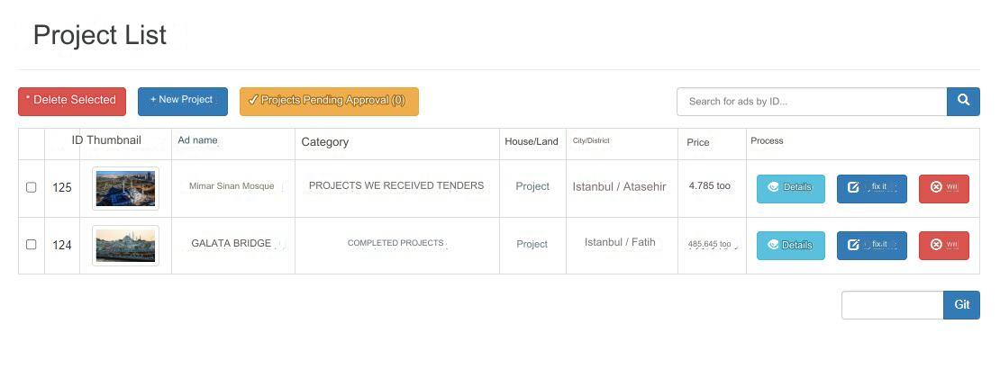 Project List
* Delete Selected
+ New Project
✓ Projects Pending Approval (0)
Search for ads by ID...
ID Thumbnail
Ad name
Category
House/Land
City/District
Price
Process
125
Mimar Sinan Mosque
PROJECTS WE RECEIVED TENDERS
Project
Istanbul / Atasehir
4.785 too
Details
fix it
Will
124
GALATA BRIDGE
COMPLETED PROJECTS
Project
Istanbul / Fatih
485,645 too
Details
fix.it
Will
Git